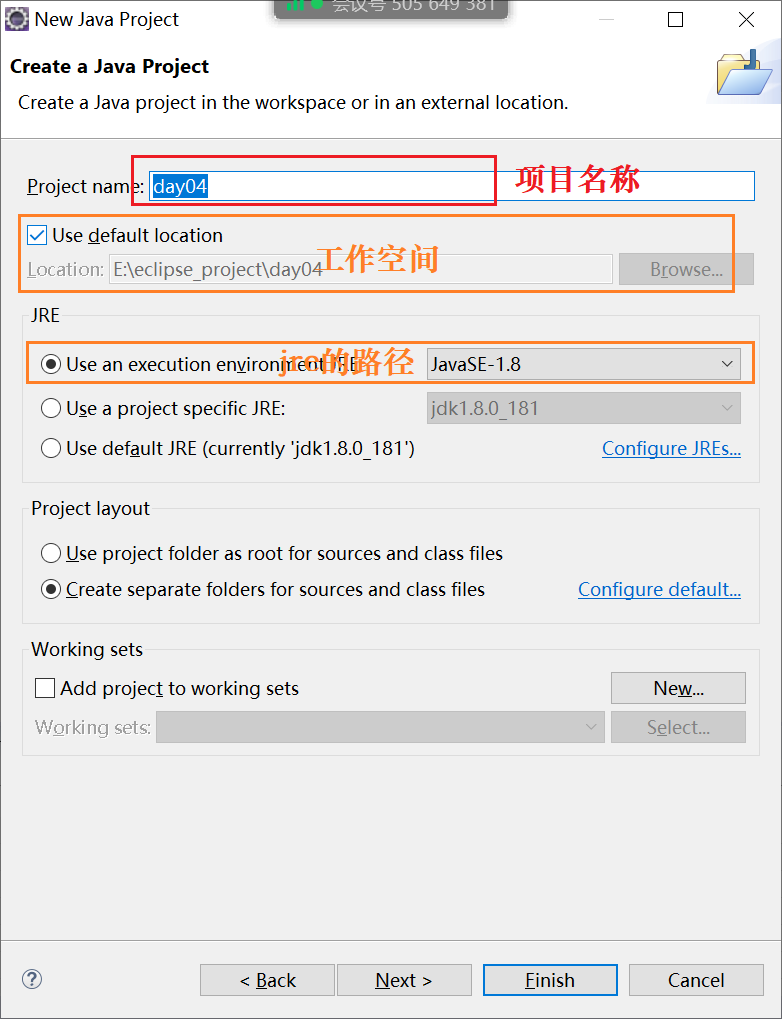 会议号 505 649 381
New Java Project
Create a Java Project
Create a Java project in the workspace or in an external location.
Project name: day04 项目名称
Use default location
Location: E:\eclipse_project\day04 Browse...
工作空间
JRE
Use an execution environment JRE: JavaSE-1.8
jre的路径
Use a project specific JRE: jdk1.8.0_181
Use default JRE (currently 'jdk1.8.0_181') Configure JREs...
Project layout
Use project folder as root for sources and class files
Create separate folders for sources and class files Configure default...
Working sets
Add project to working sets New...
Working sets: Select...
< Back Next > Finish Cancel